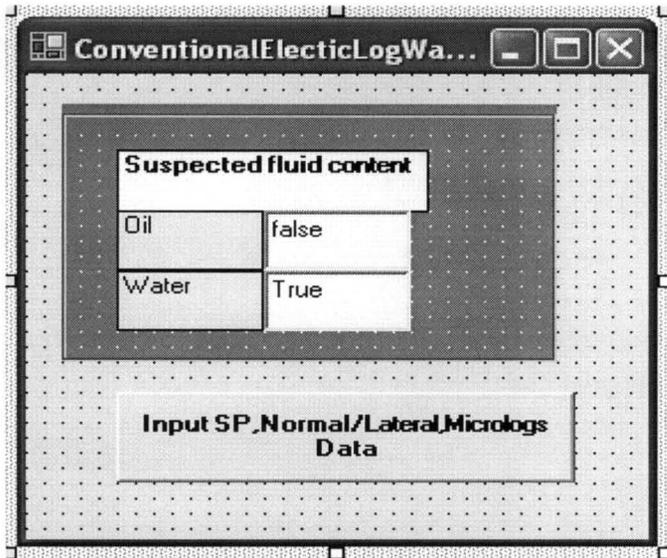 ConventionalElecticLogWa...
Suspected fluid content
Oil
false
Water
True
Input SP,Normal/Lateral,Micrologs
Data